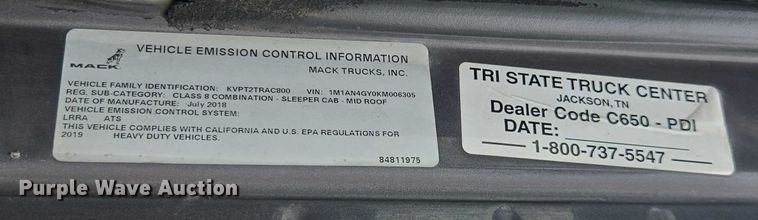 MACK
VEHICLE EMISSION CONTROL INFORMATION
MACK TRUCKS, INC.
VEHICLE FAMILY IDENTIFICATION: KVPT2TRAC800 VIN: 1M1AN4GY0KM006305
REG. SUB-CATEGORY: CLASS 8 COMBINATION - SLEEPER CAB - MID ROOF
DATE OF MANUFACTURE: July 2018
VEHICLE EMISSION CONTROL SYSTEM:
LRRA ATS
THIS VEHICLE COMPLIES WITH CALIFORNIA AND U.S. EPA REGULATIONS FOR
2019 HEAVY DUTY VEHICLES.
84811975
TRI STATE TRUCK CENTER
JACKSON, TN
Dealer Code C650 - PDI
DATE:
1-800-737-5547
Purple Wave Auction